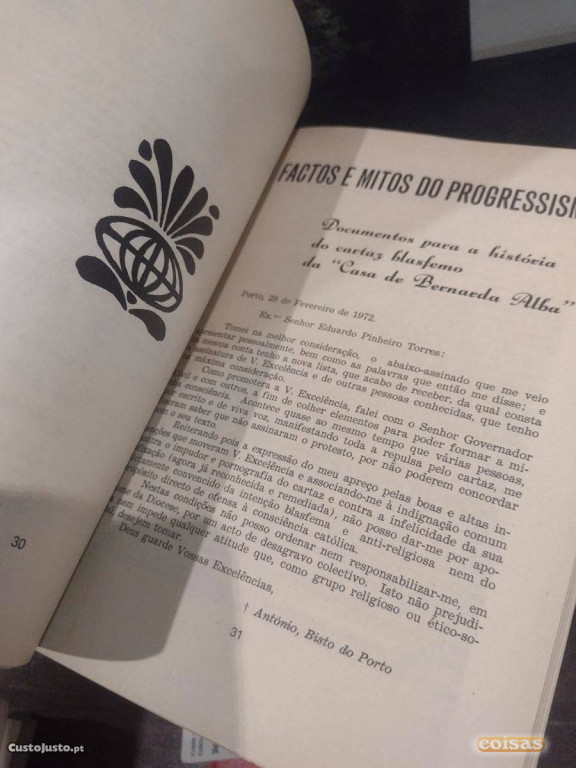 30
FACTOS E MITOS DO PROGRESSISM
Documentos para a história
do cartaz blasfemo
da "Casa de Bernarda Alba"
Porto, 29 de Fevereiro de 1972.
Ex.mo Senhor Eduardo Pinheiro Torres:
Tomei na melhor consideração, o abaixo-assinado que me veio
apresentar pessoalmente, bem como as palavras que então me disse; e
mesma conta tenho a nova lista, que acabo de receber, da qual consta
assinatura de V. Excelência e de outras pessoas conhecidas, que tenho
máxima consideração.
Como prometera a V. Excelência, falei com o Senhor Governador
e com outros, a fim de colher elementos para poder formar a mi-
consciência. Acontece quase ao mesmo tempo que várias pessoas,
escrito e de viva voz, manifestando toda a repulsa pelo cartaz, me
saber que não assinaram o protesto, por não poderem concordar
o seu texto.
Reiterando pois a expressão do meu apreço pelas boas e altas in-
que moveram V. Excelência e associando-me à indignação comum
o impudor e pornografia do cartaz e contra a infelicidade da sua
(agora já reconhecida e remediada), não posso dar-me por apo-
convencido da intenção blasfema e anti-religiosa nem do
directo de ofensa à consciência católica.
Nestas condições não posso ordenar nem responsabilizar-me, em
da Diocese, por um acto de desagravo colectivo. Isto não prejudi-
nem impede qualquer atitude que, como grupo religioso ou ético-so-
desejem tomar.
Deus guarde Vossas Excelências,
† António, Bisto do Porto
31
CustoJusto.pt
coisas